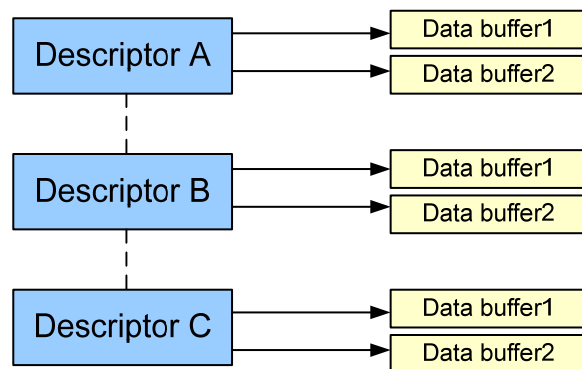 Descriptor A
Data buffer1
Data buffer2
Descriptor B
Data buffer1
Data buffer2
Descriptor C
Data buffer1
Data buffer2